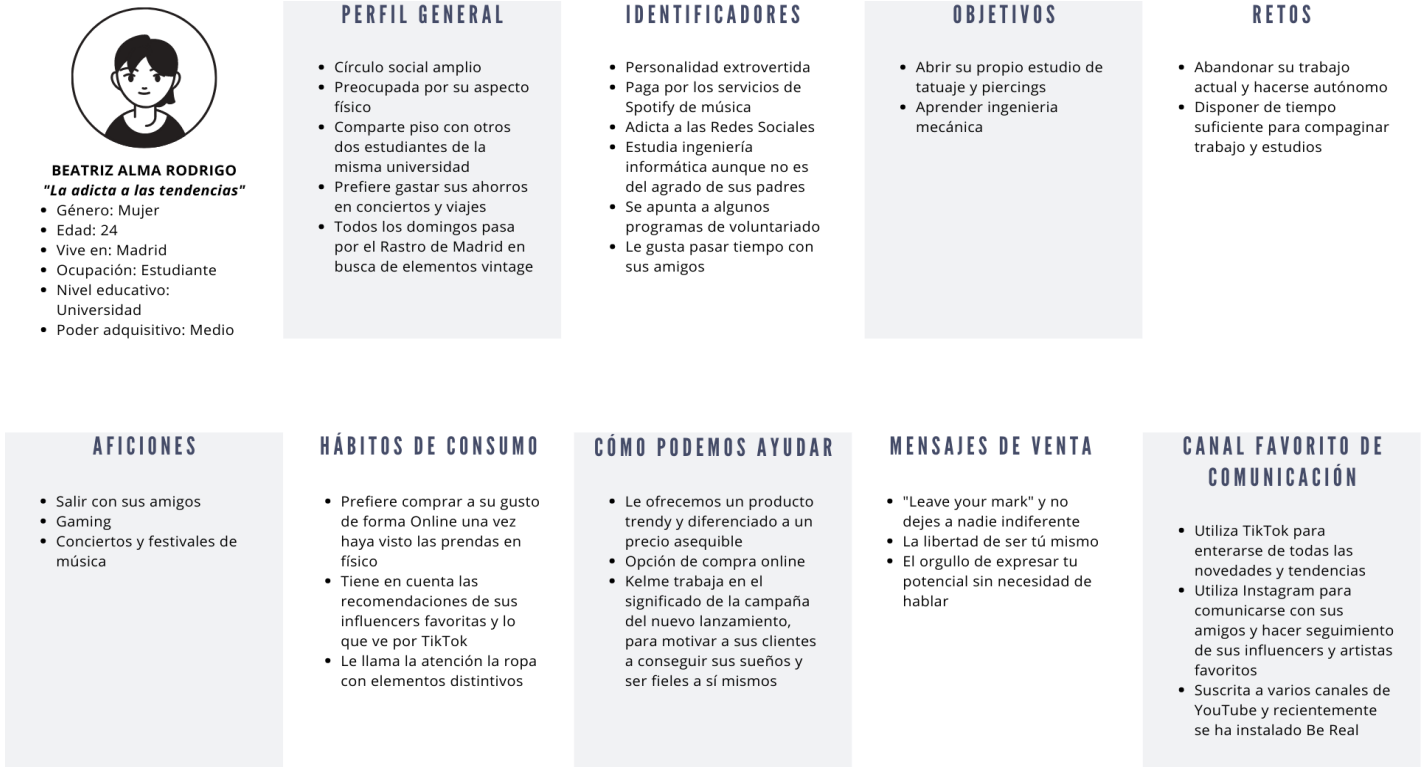 BEATRIZ ALMA RODRIGO
"La adicta a las tendencias"
• Género: Mujer
• Edad: 24
• Vive en: Madrid
• Ocupación: Estudiante
• Nivel educativo:
Universidad
• Poder adquisitivo: Medio
PERFIL GENERAL
• Círculo social amplio
• Preocupada por su aspecto
físico
• Comparte piso con otros
dos estudiantes de la
misma universidad
• Prefiere gastar sus ahorros
en conciertos y viajes
• Todos los domingos pasa
por el Rastro de Madrid en
busca de elementos vintage
IDENTIFICADORES
• Personalidad extrovertida
• Paga por los servicios de
Spotify de música
• Adicta a las Redes Sociales
• Estudia ingeniería
informática aunque no es
del agrado de sus padres
• Se apunta a algunos
programas de voluntariado
• Le gusta pasar tiempo con
sus amigos
OBJETIVOS
• Abrir su propio estudio de
tatuaje y piercings
• Aprender ingenieria
mecánica
RETOS
• Abandonar su trabajo
actual y hacerse autónomo
• Disponer de tiempo
suficiente para compaginar
trabajo y estudios
AFICIONES
• Salir con sus amigos
• Gaming
• Conciertos y festivales de
música
HÁBITOS DE CONSUMO
• Prefiere comprar a su gusto
de forma Online una vez
haya visto las prendas en
físico
• Tiene en cuenta las
recomendaciones de sus
influencers favoritas y lo
que ve por TikTok
• Le llama la atención la ropa
con elementos distintivos
CÓMO PODEMOS AYUDAR
• Le ofrecemos un producto
trendy y diferenciado a un
precio asequible
• Opción de compra online
• Kelme trabaja en el
significado de la campaña
del nuevo lanzamiento,
para motivar a sus clientes
a conseguir sus sueños y
ser fieles a sí mismos
MENSAJES DE VENTA
• "Leave your mark" y no
dejes a nadie indiferente
• La libertad de ser tú mismo
• El orgullo de expresar tu
potencial sin necesidad de
hablar
CANAL FAVORITO DE
COMUNICACIÓN
• Utiliza TikTok para
enterarse de todas las
novedades y tendencias
• Utiliza Instagram para
comunicarse con sus
amigos y hacer seguimiento
de sus influencers y artistas
favoritos
• Suscrita a varios canales de
YouTube y recientemente
se ha instalado Be Real